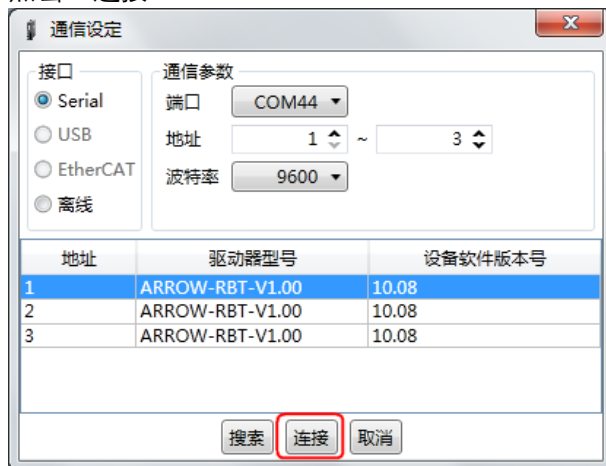 通信设定
接口
Serial
USB
EtherCAT
离线
通信参数
端口 COM44
地址 1 ~ 3
波特率 9600
地址 驱动器型号 设备软件版本号
1 ARROW-RBT-V1.00 10.08
2 ARROW-RBT-V1.00 10.08
3 ARROW-RBT-V1.00 10.08
搜索 连接 取消